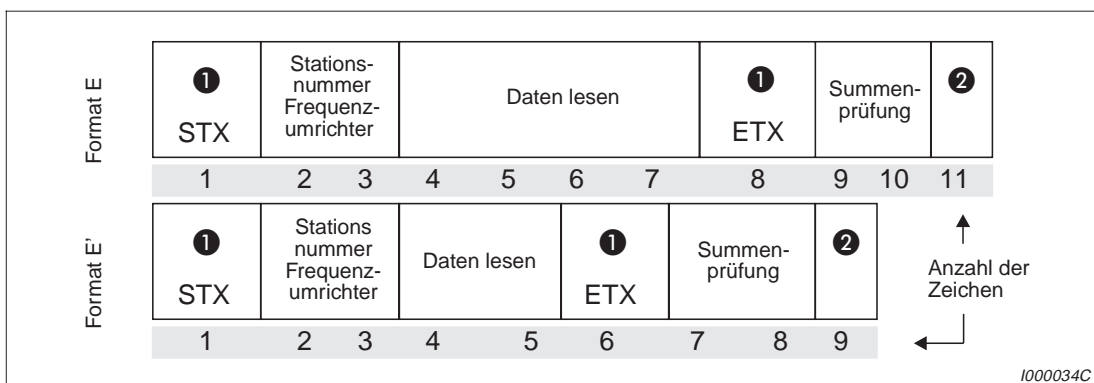 Format E
❶
STX
Stations-
nummer
Frequenz-
umrichter
Daten lesen
❶
ETX
Summen-
prüfung
❷
1 2 3 4 5 6 7 8 9 10 11
Format E'
❶
STX
Stations
nummer
Frequenz-
umrichter
Daten lesen
❶
ETX
Summen-
prüfung
❷
1 2 3 4 5 6 7 8 9
Anzahl der
Zeichen
I000034C